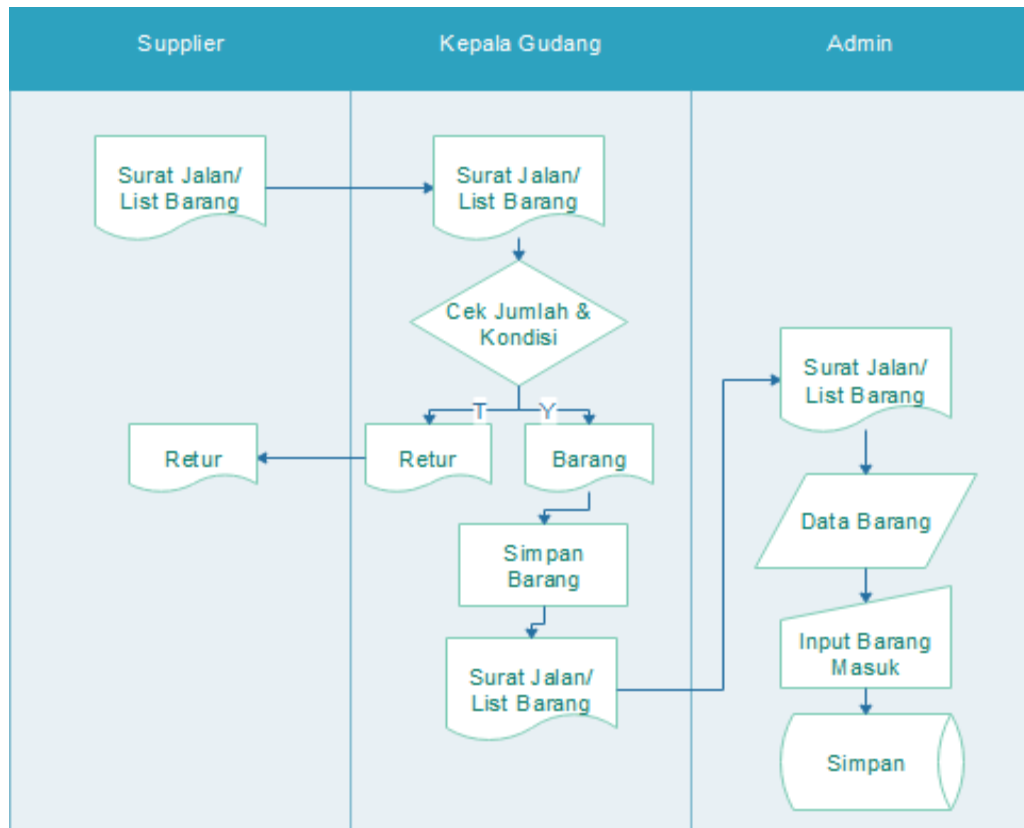 Supplier
Kepala Gudang
Admin
Surat Jalan/
List Barang
Surat Jalan/
List Barang
Cek Jumlah &
Kondisi
T
Y
Retur
Retur
Barang
Simpan
Barang
Surat Jalan/
List Barang
Surat Jalan/
List Barang
Data Barang
Input Barang
Masuk
Simpan